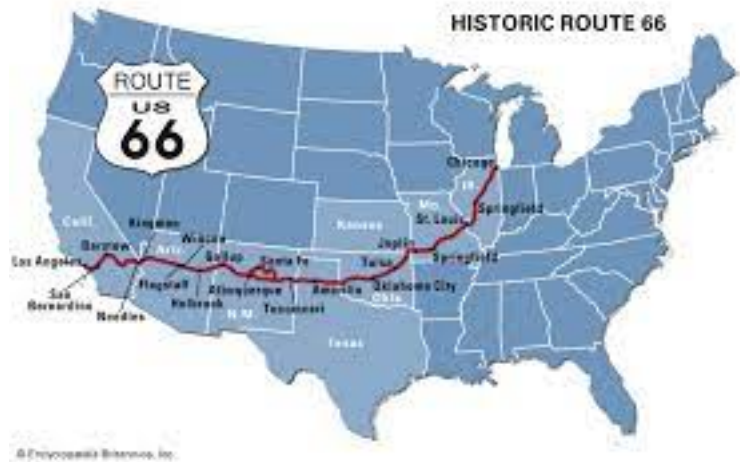 HISTORIC ROUTE 66
ROUTE
US
66
Chicago
Ill.
Mo.
Springfield
St. Louis
Kansas
Calif.
Kingman
Winslow
Joplin
Springfield
Barstow
Ariz.
Gallup
Santa Fe
Tulsa
Los Angeles
Flagstaff
Albuquerque
Amarillo
Oklahoma City
San
Bernardino
Holbrook
Tucumcari
Okla.
Needles
N.M.
Texas
© Encyclopædia Britannica, Inc.